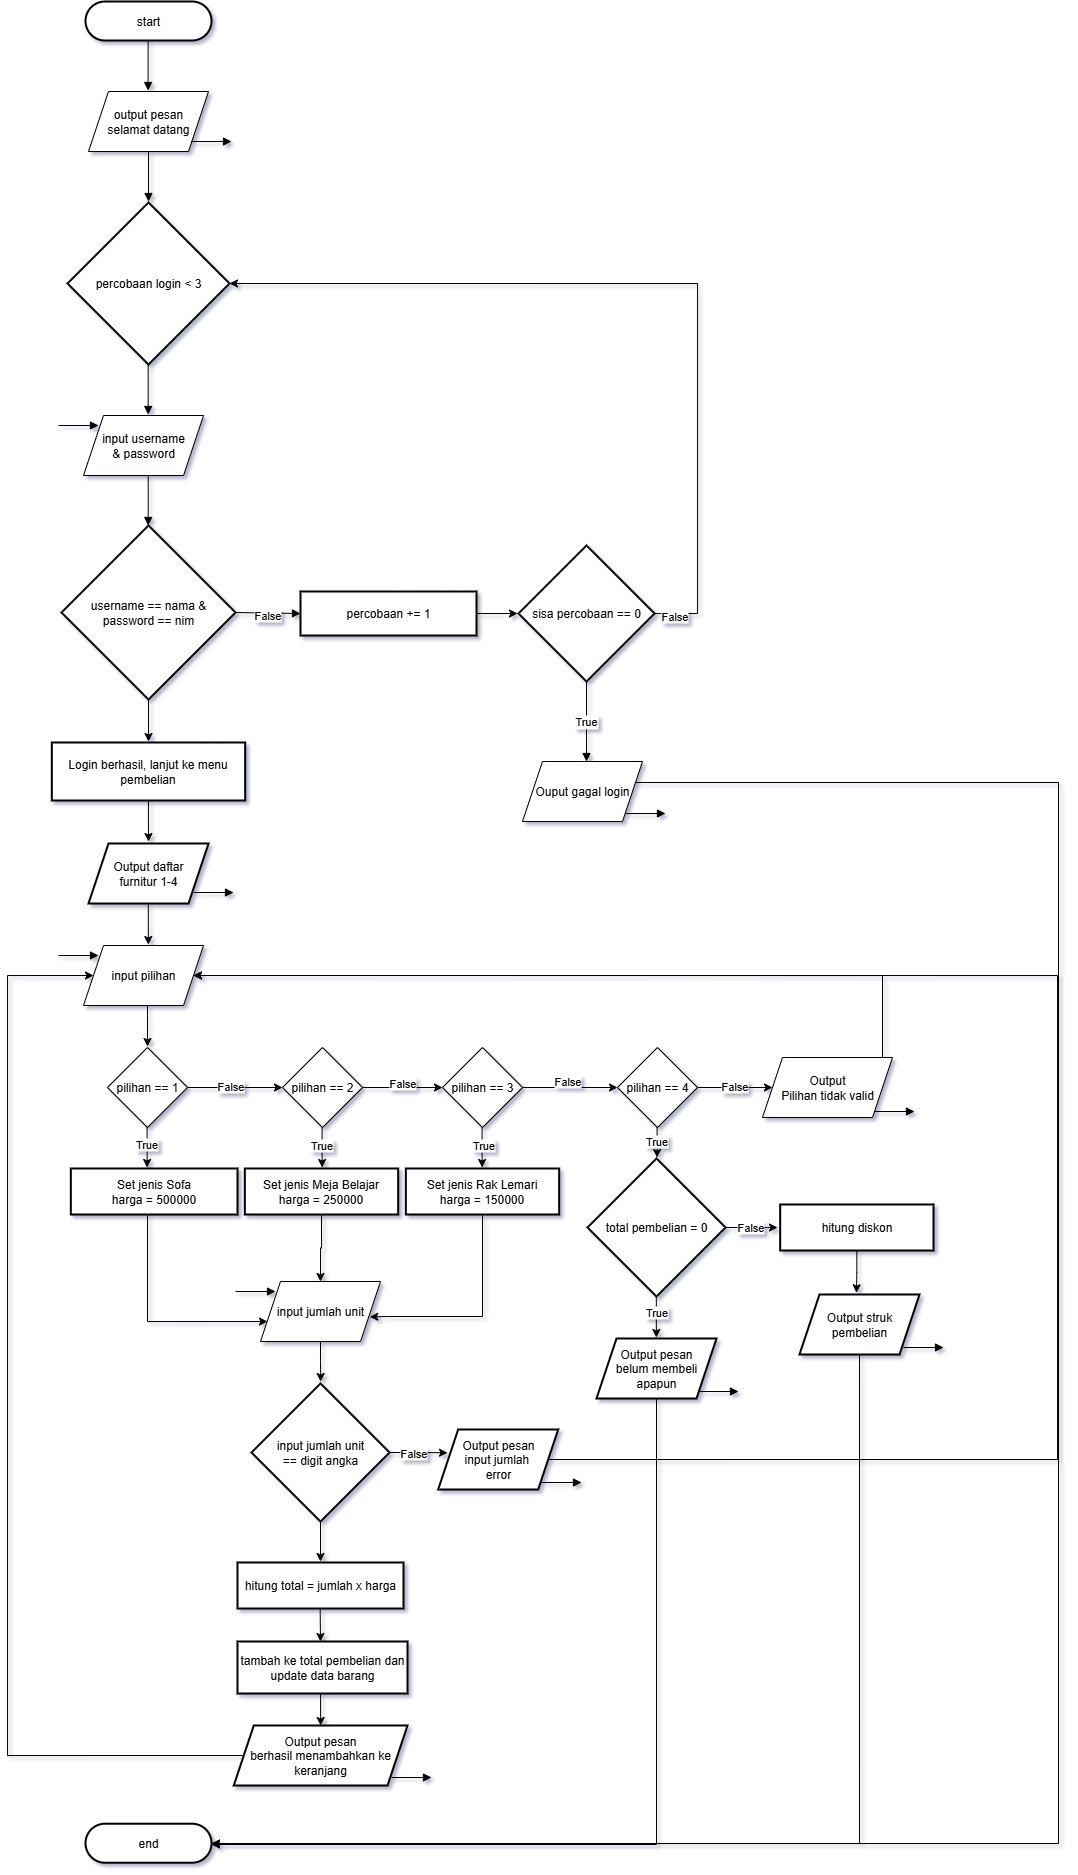 start
output pesan
selamat datang
percobaan login < 3
input username
& password
username == nama &
password == nim
False
percobaan += 1
sisa percobaan == 0
False
True
Login berhasil, lanjut ke menu
pembelian
Ouput gagal login
Output daftar
furnitur 1-4
input pilihan
pilihan == 1
False
pilihan == 2
False
pilihan == 3
False
pilihan == 4
False
Output
Pilihan tidak valid
True
True
True
True
Set jenis Sofa
harga = 500000
Set jenis Meja Belajar
harga = 250000
Set jenis Rak Lemari
harga = 150000
total pembelian = 0
False
hitung diskon
input jumlah unit
True
Output struk
pembelian
Output pesan
belum membeli
apapun
input jumlah unit
== digit angka
False
Output pesan
input jumlah
error
hitung total = jumlah x harga
tambah ke total pembelian dan
update data barang
Output pesan
berhasil menambahkan ke
keranjang
end